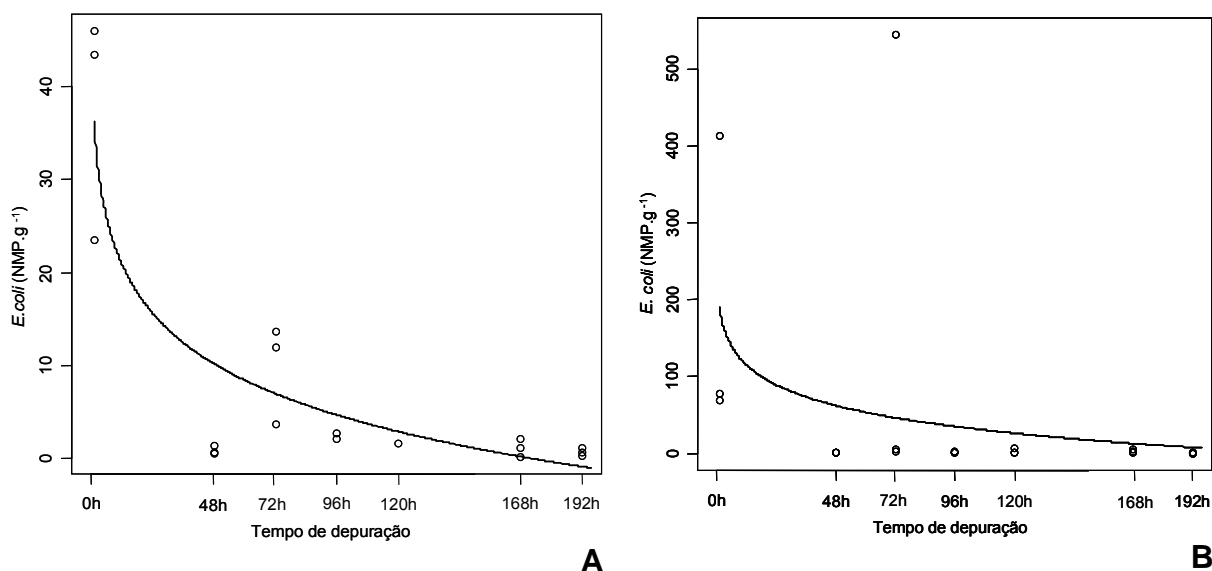 40
30
20
10
0
E.coli (NMP.g⁻¹)
0h 48h 72h 96h 120h 168h 192h
Tempo de depuração
A
500
400
300
200
100
0
E. coli (NMP.g⁻¹)
0h 48h 72h 96h 120h 168h 192h
Tempo de depuração
B